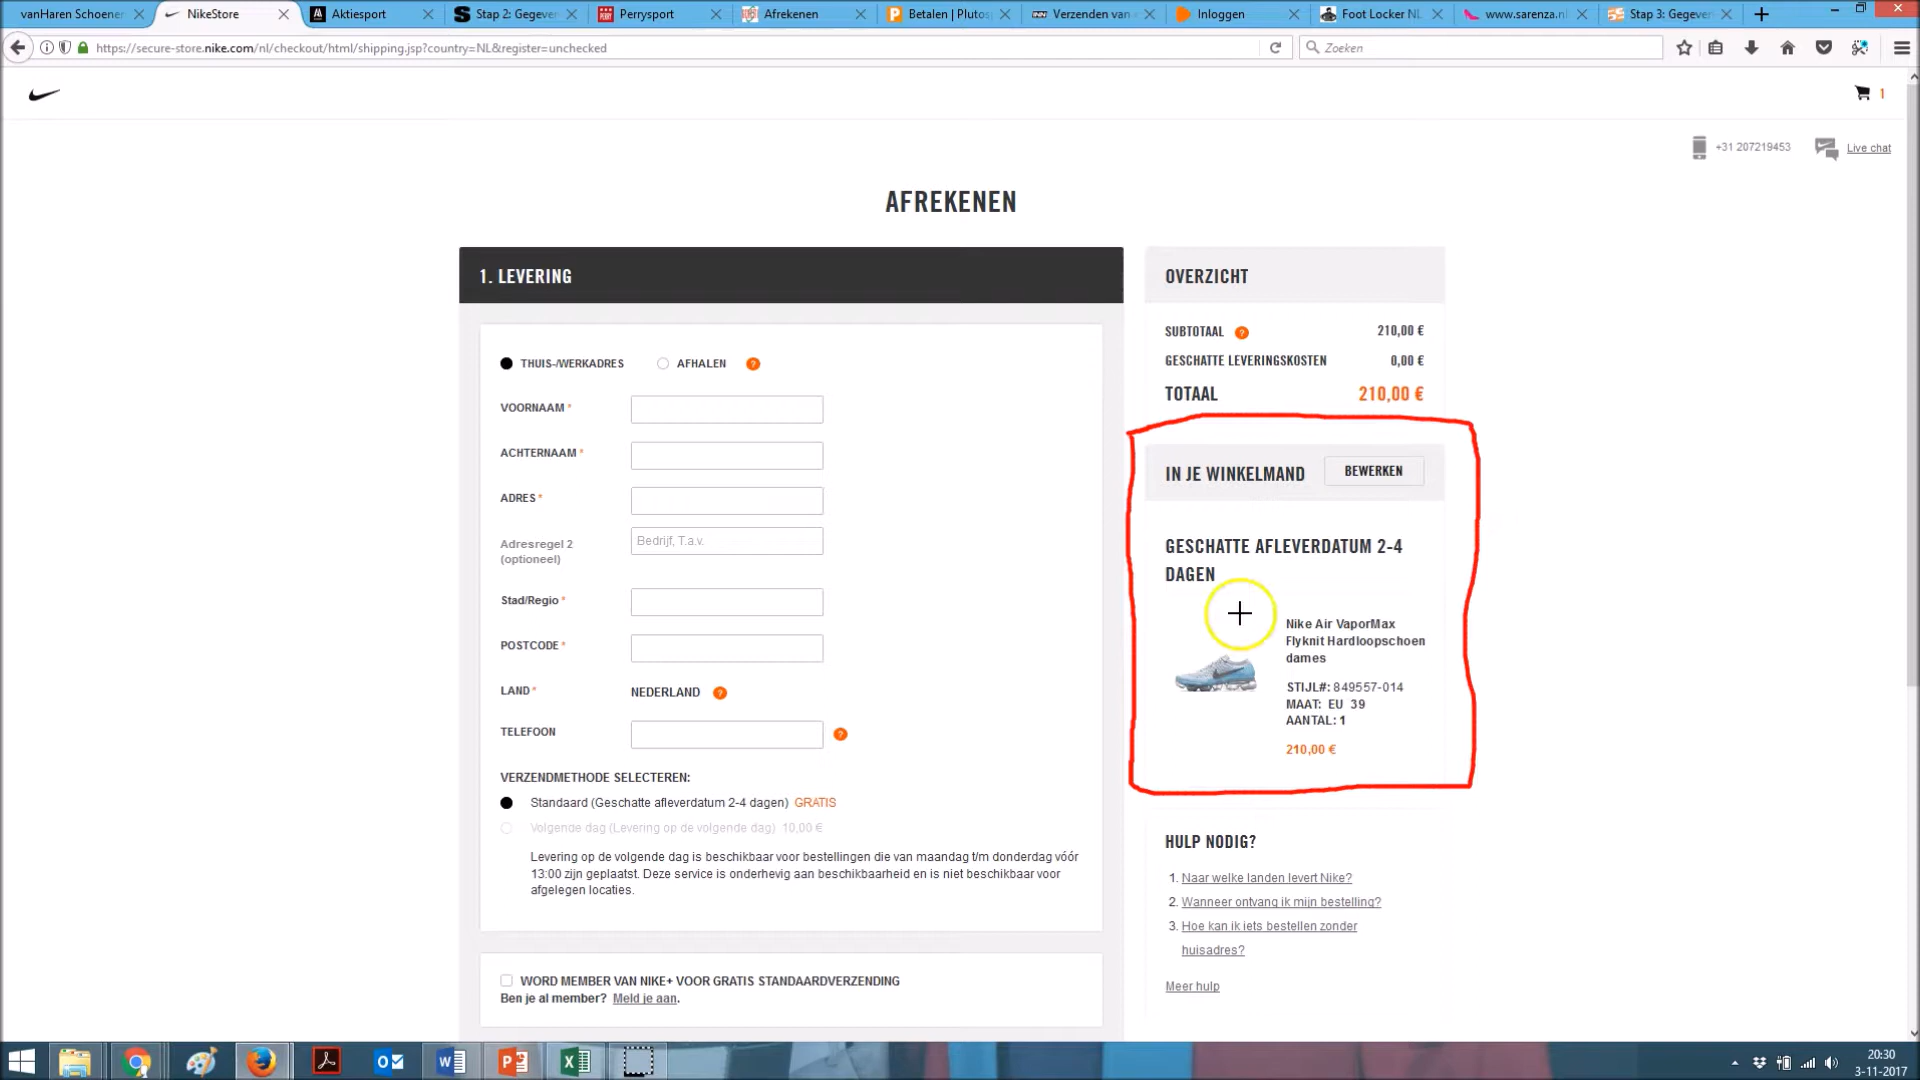 vanHaren Schoenen
NikeStore
Aktiesport
Stap 2: Gegeven
Perrysport
Afrekenen
Betalen | Plutos
Verzenden van
Inloggen
Foot Locker NL
www.sarenza.nl
Stap 3: Gegeven
https://secure-store.nike.com/nl/checkout/html/shipping.jsp?country=NL&register=unchecked
Zoeken
1
+31 207219453
Live chat
AFREKENEN
1. LEVERING
THUIS-/WERKADRES
AFHALEN
?
VOORNAAM *
ACHTERNAAM *
ADRES *
Adresregel 2
(optioneel)
Bedrijf, T.a.v.
Stad/Regio *
POSTCODE *
LAND *
NEDERLAND
?
TELEFOON
?
VERZENDMETHODE SELECTEREN:
Standaard (Geschatte afleverdatum 2-4 dagen) GRATIS
Volgende dag (Levering op de volgende dag) 10,00 €
Levering op de volgende dag is beschikbaar voor bestellingen die van maandag t/m donderdag vóór
13:00 zijn geplaatst. Deze service is onderhevig aan beschikbaarheid en is niet beschikbaar voor
afgelegen locaties.
WORD MEMBER VAN NIKE+ VOOR GRATIS STANDAARDVERZENDING
Ben je al member? Meld je aan.
OVERZICHT
SUBTOTAAL ? 210,00 €
GESCHATTE LEVERINGSKOSTEN 0,00 €
TOTAAL 210,00 €
IN JE WINKELMAND
BEWERKEN
GESCHATTE AFLEVERDATUM 2-4
DAGEN
Nike Air VaporMax
Flyknit Hardloopschoen
dames
STIJL#: 849557-014
MAAT: EU 39
AANTAL: 1
210,00 €
HULP NODIG?
1. Naar welke landen levert Nike?
2. Wanneer ontvang ik mijn bestelling?
3. Hoe kan ik iets bestellen zonder
huisadres?
Meer hulp
20:30
3-11-2017